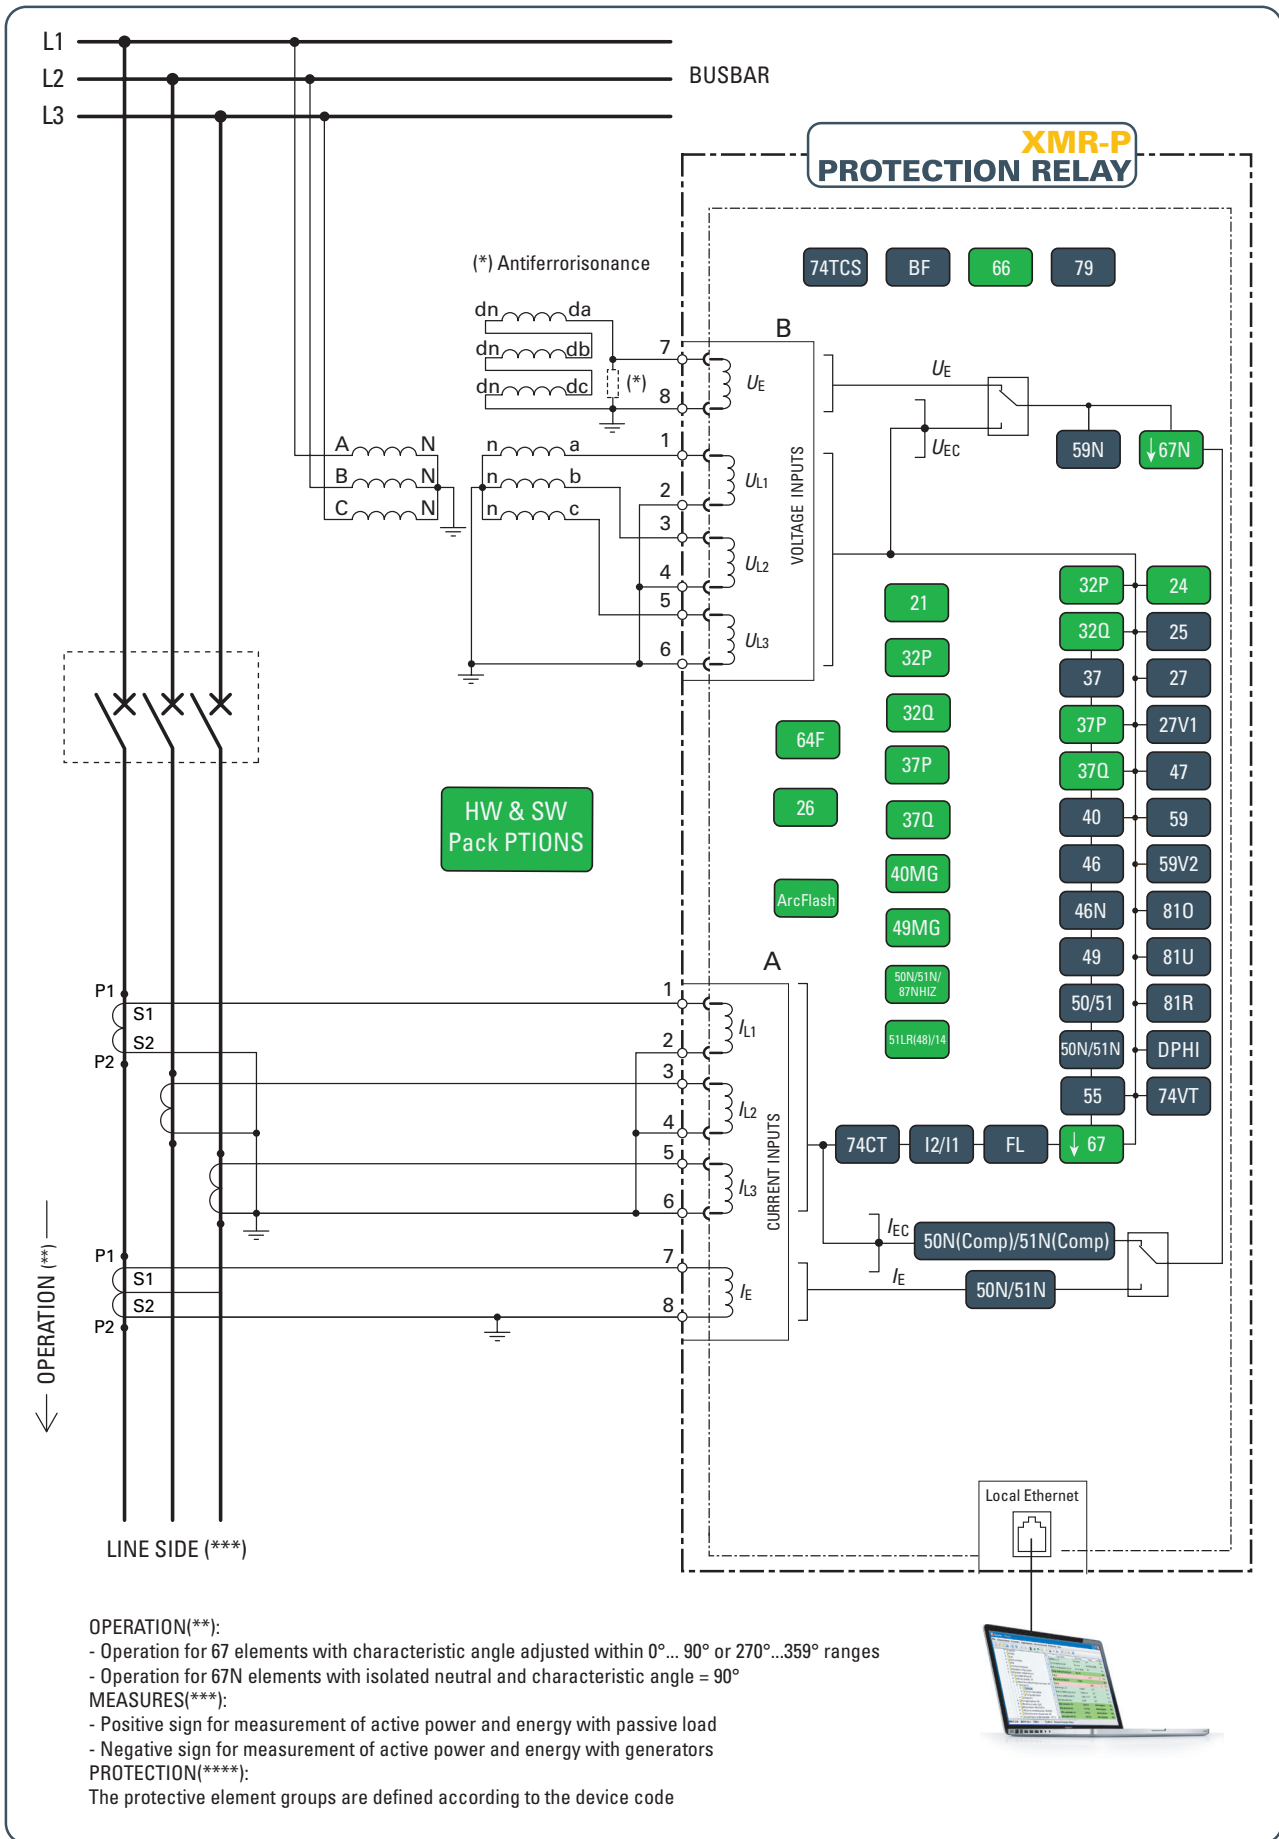 L1
L2
BUSBAR
L3
XMR-P
PROTECTION RELAY
(*) Antiferrorisonance
74TCS
BF
66
79
B
dn
da
dn
db
dn
dc
(*)
7
8
UE
1
2
3
4
5
6
UL1
UL2
UL3
VOLTAGE INPUTS
A
N
B
N
C
N
n
a
n
b
n
c
UE
UEC
59N
↓67N
21
32P
32Q
37P
37Q
40MG
49MG
50N/51N/
87NHIZ
51LR(48)/14
64F
26
ArcFlash
32P
24
32Q
25
37
27
37P
27V1
37Q
47
40
59
46
59V2
46N
81O
49
81U
50/51
81R
50N/51N
DPHI
55
74VT
74CT
I2/I1
FL
↓ 67
HW & SW
Pack PTIONS
A
P1
S1
S2
P2
1
2
3
4
5
6
7
8
IL1
IL2
IL3
IE
CURRENT INPUTS
IEC
50N(Comp)/51N(Comp)
IE
50N/51N
P1
S1
S2
P2
OPERATION (**)
LINE SIDE (***)
Local Ethernet
OPERATION(**):
- Operation for 67 elements with characteristic angle adjusted within 0°... 90° or 270°...359° ranges
- Operation for 67N elements with isolated neutral and characteristic angle = 90°
MEASURES(***):
- Positive sign for measurement of active power and energy with passive load
- Negative sign for measurement of active power and energy with generators
PROTECTION(****):
The protective element groups are defined according to the device code